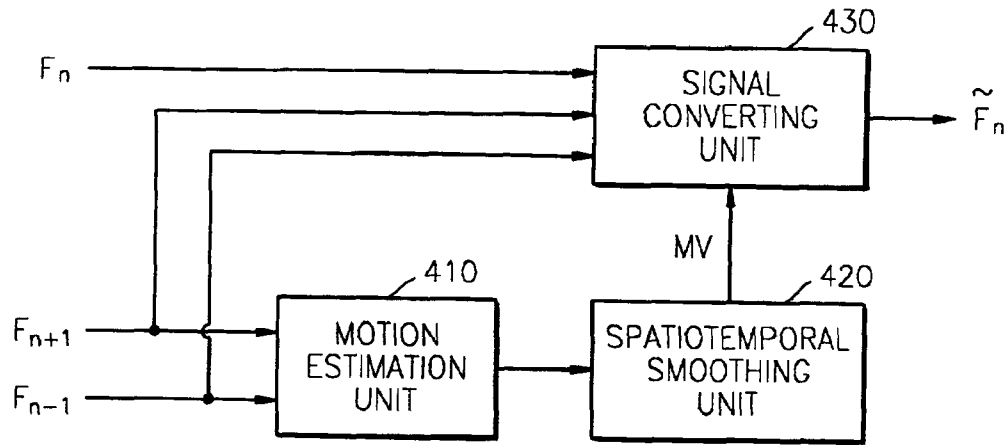 430
Fₙ
SIGNAL
CONVERTING
UNIT
F̃ₙ
MV
410
420
Fₙ₊₁
MOTION
ESTIMATION
UNIT
SPATIOTEMPORAL
SMOOTHING
UNIT
Fₙ₋₁